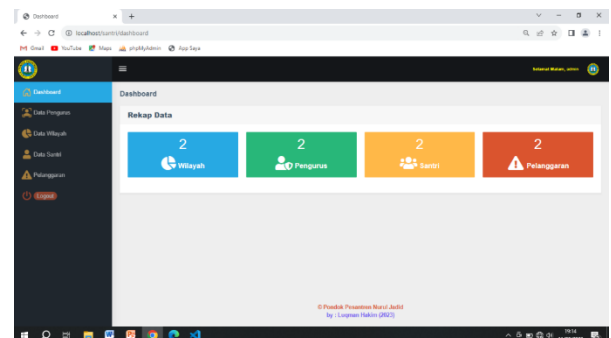 Dashboard
localhost/santri/dashboard
Gmail YouTube Maps phpMyAdmin App Saya
Selamat Malam, admin
Dashboard
Data Pengurus
Data Wilayah
Data Santri
Pelanggaran
Logout
Dashboard
Rekap Data
2 2 2 2
Wilayah Pengurus Santri Pelanggaran
© Pondok Pesantren Nurul Jadid
by : Luqman Hakim (2023)
19.14